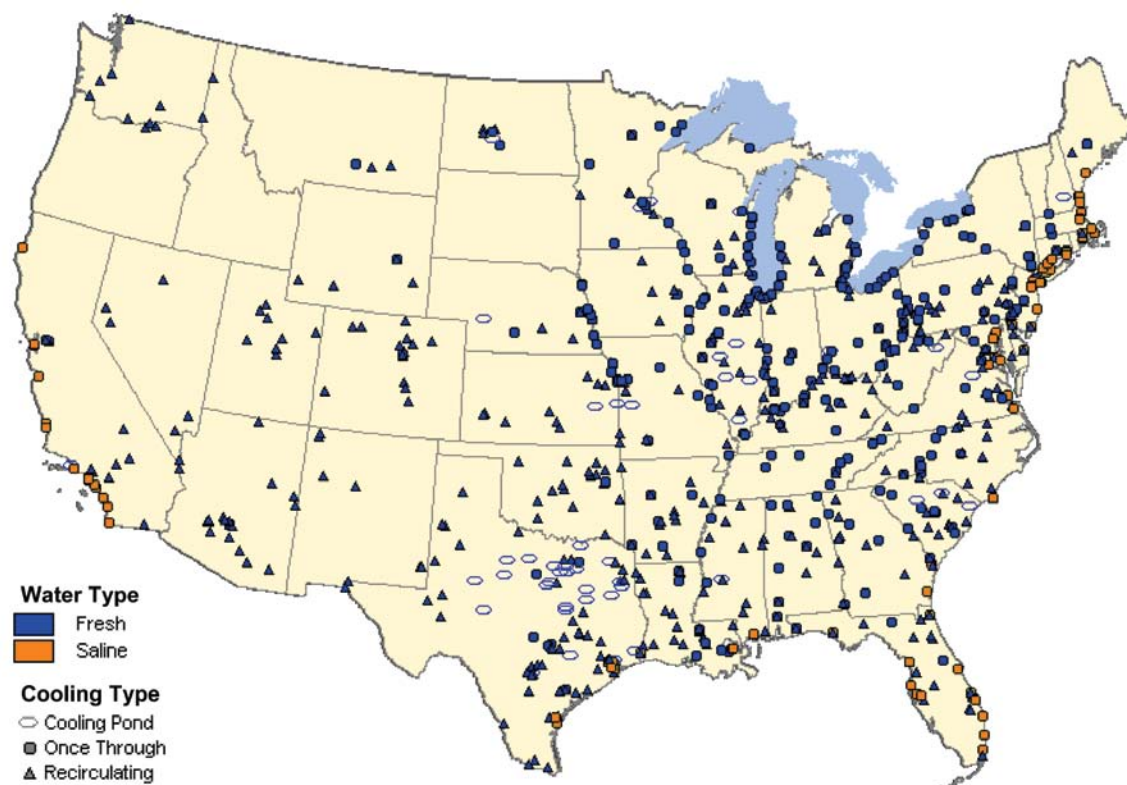 Water Type
Fresh
Saline
Cooling Type
Cooling Pond
Once Through
Recirculating